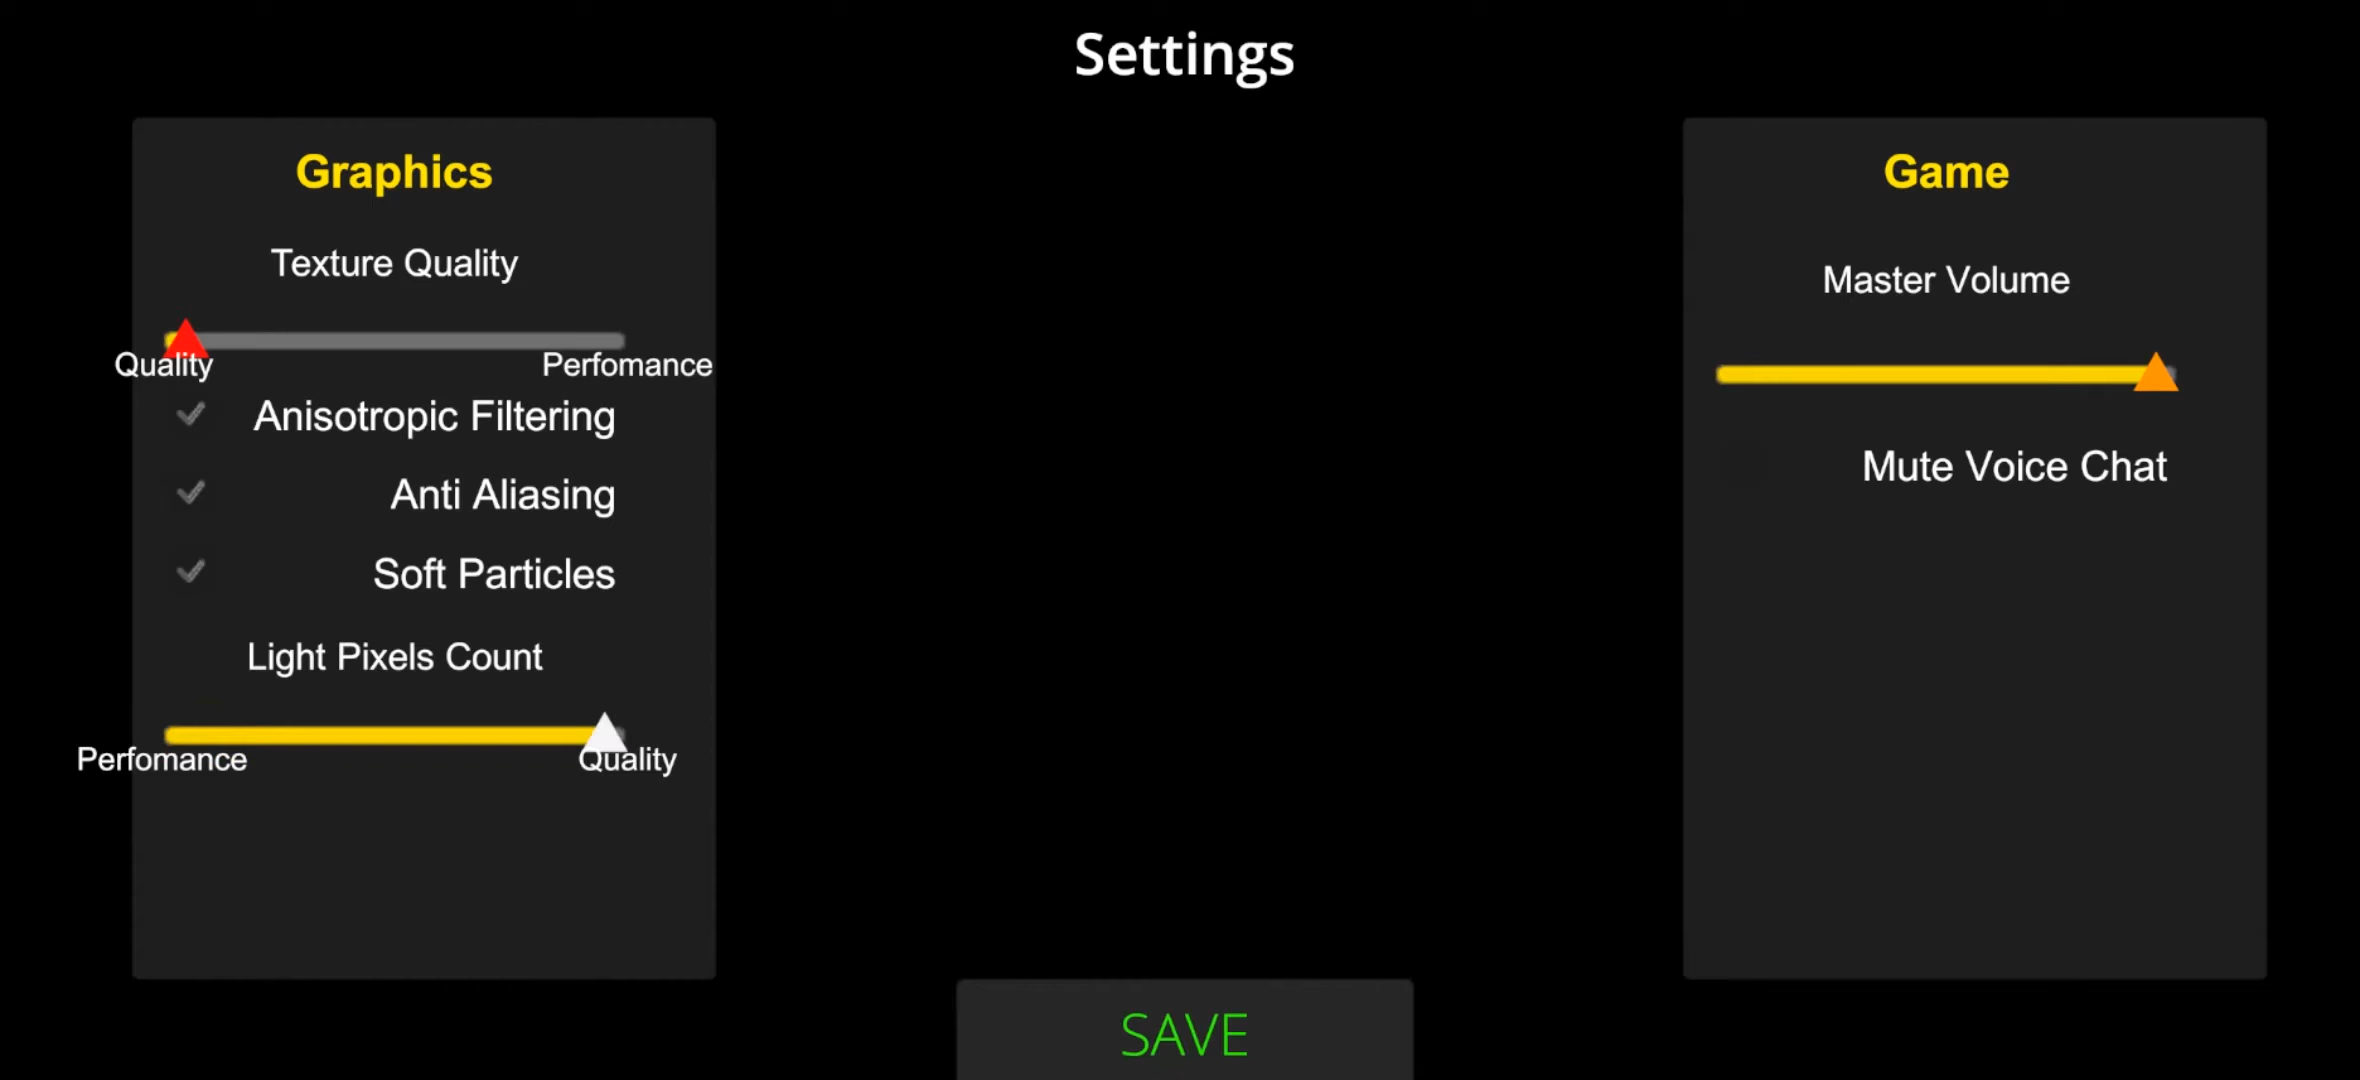 Settings
Graphics
Texture Quality
Quality
Perfomance
Anisotropic Filtering
Anti Aliasing
Soft Particles
Light Pixels Count
Perfomance
Quality
Game
Master Volume
Mute Voice Chat
SAVE